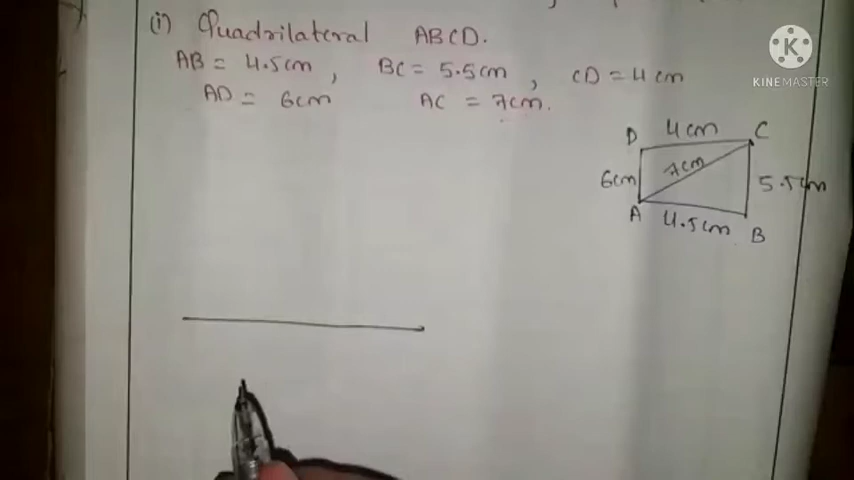 (i) Quadrilateral ABCD.
AB = 4.5cm, BC = 5.5cm, CD = 4cm
AD = 6cm AC = 7cm.
D 4cm C
7cm
6cm 5.5cm
A 4.5cm B
K
KINEMASTER